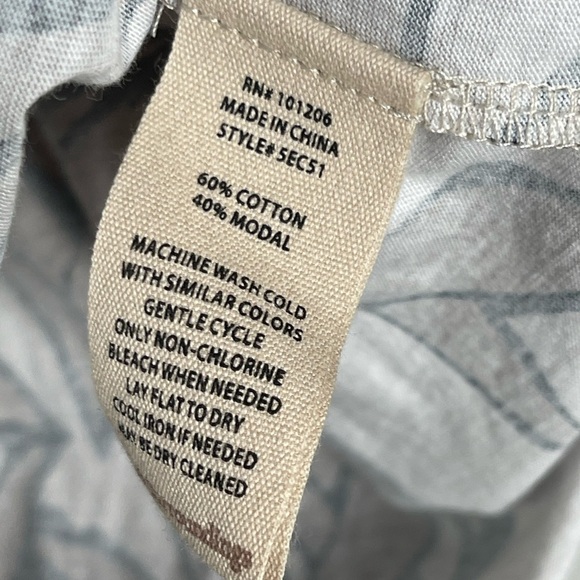 RN# 101206
MADE IN CHINA
STYLE# 5EC51
60% COTTON
40% MODAL
MACHINE WASH COLD
WITH SIMILAR COLORS
GENTLE CYCLE
ONLY NON-CHLORINE
BLEACH WHEN NEEDED
LAY FLAT TO DRY
COOL IRON IF NEEDED
MAY BE DRY CLEANED